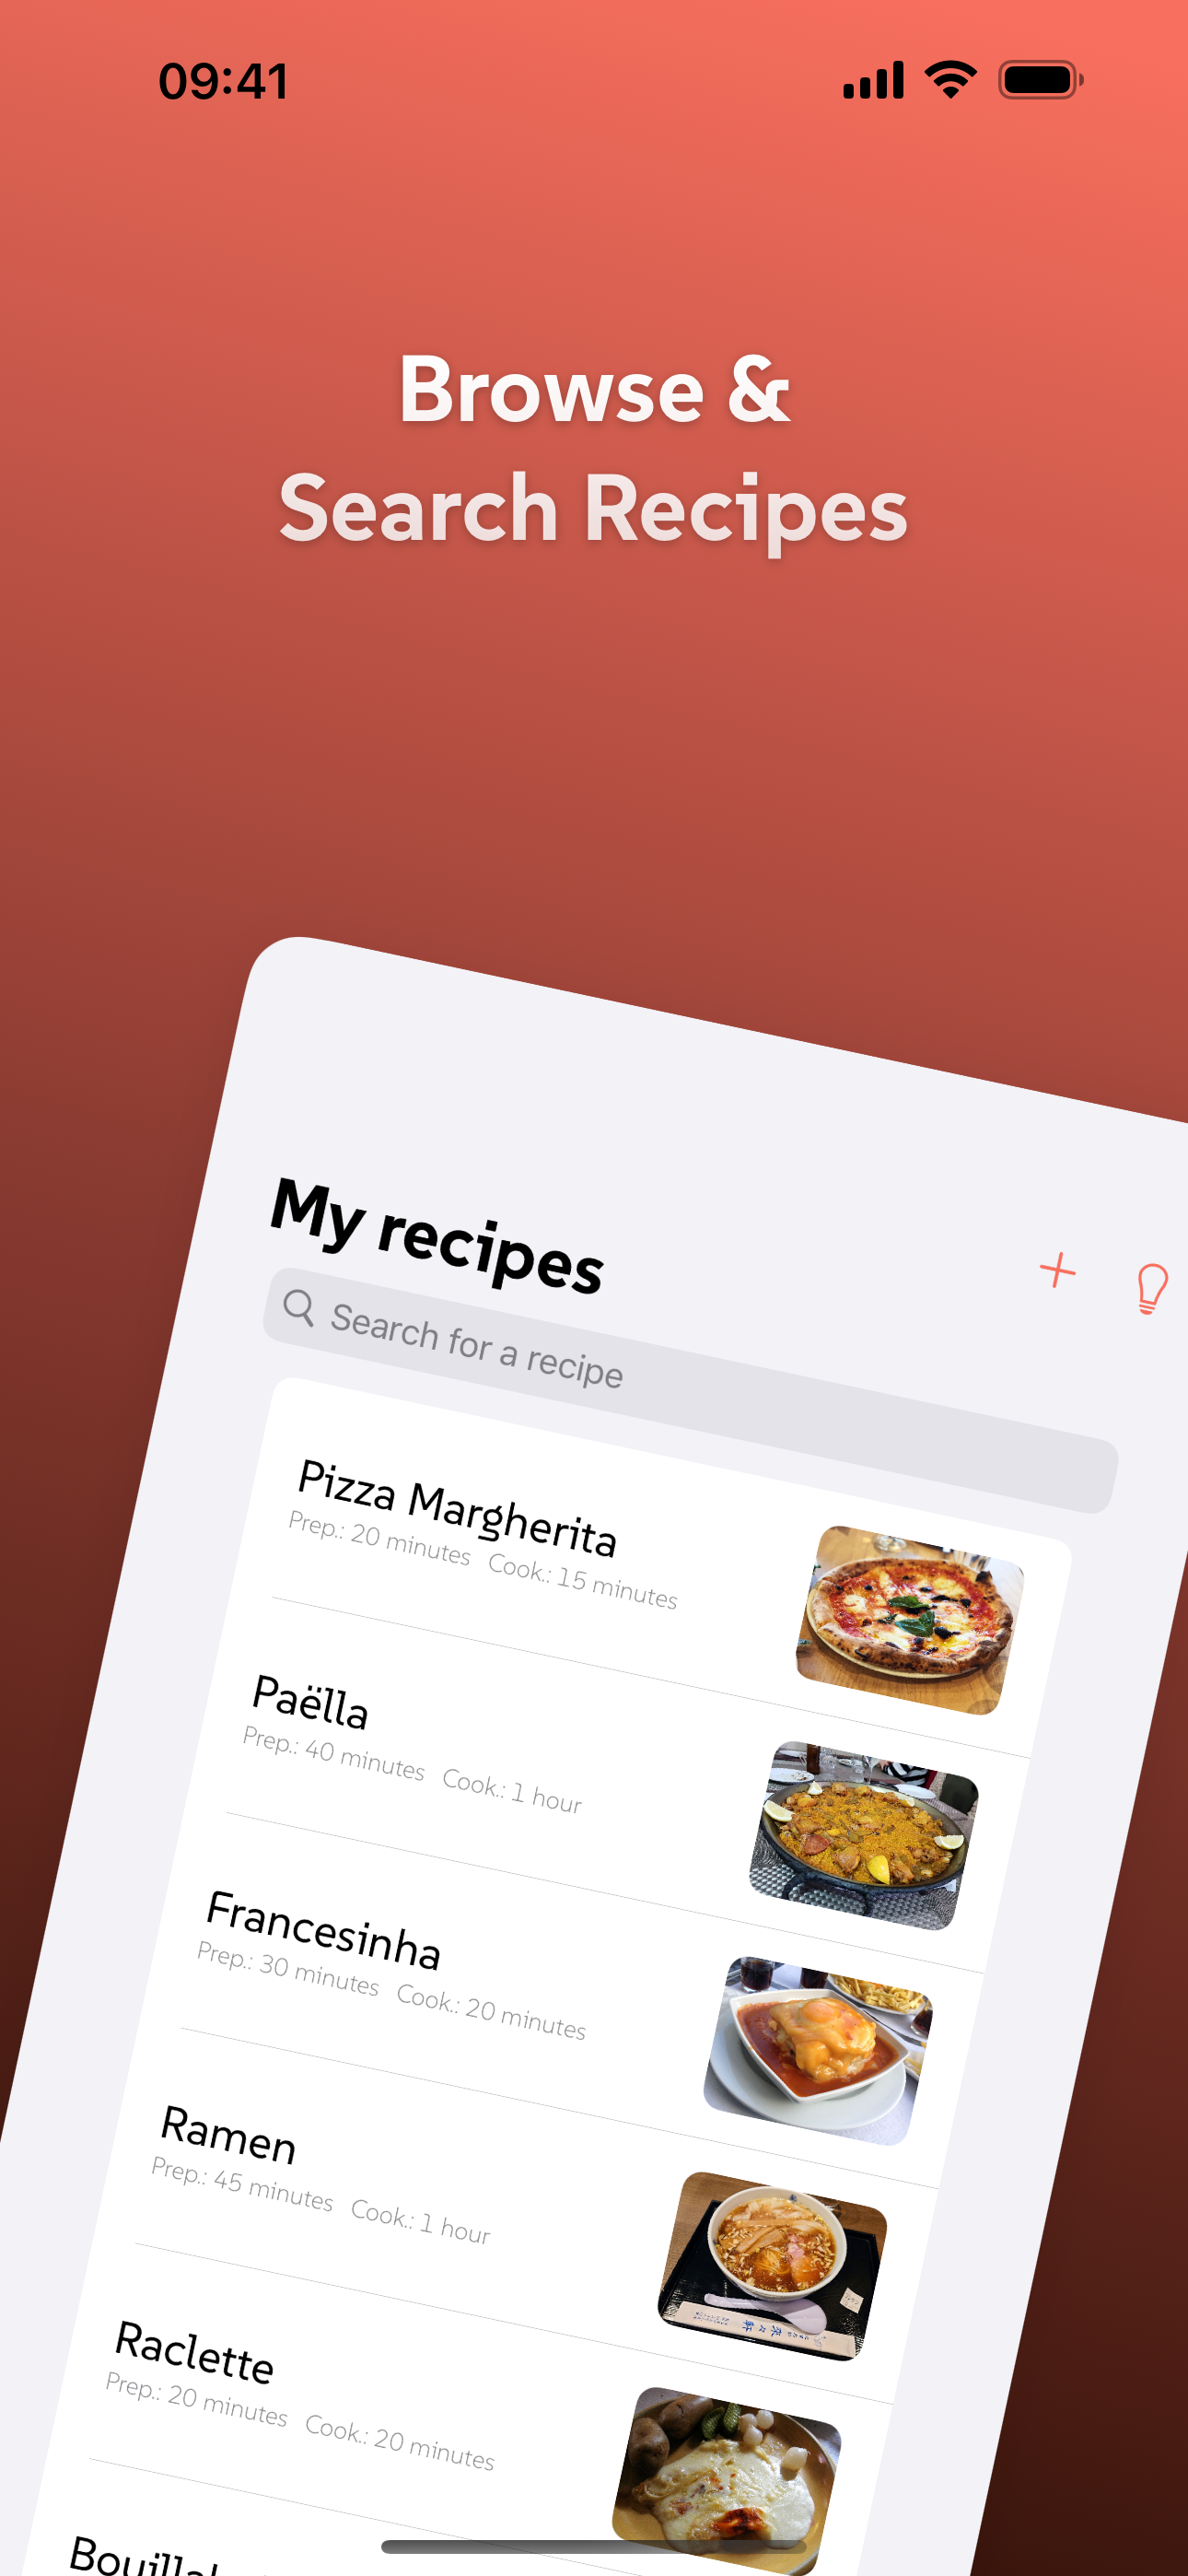 09:41
Browse &
Search Recipes
My recipes
Search for a recipe
Pizza Margherita
Prep.: 20 minutes Cook.: 15 minutes
Paëlla
Prep.: 40 minutes Cook.: 1 hour
Francesinha
Prep.: 30 minutes Cook.: 20 minutes
Ramen
Prep.: 45 minutes Cook.: 1 hour
Raclette
Prep.: 20 minutes Cook.: 20 minutes